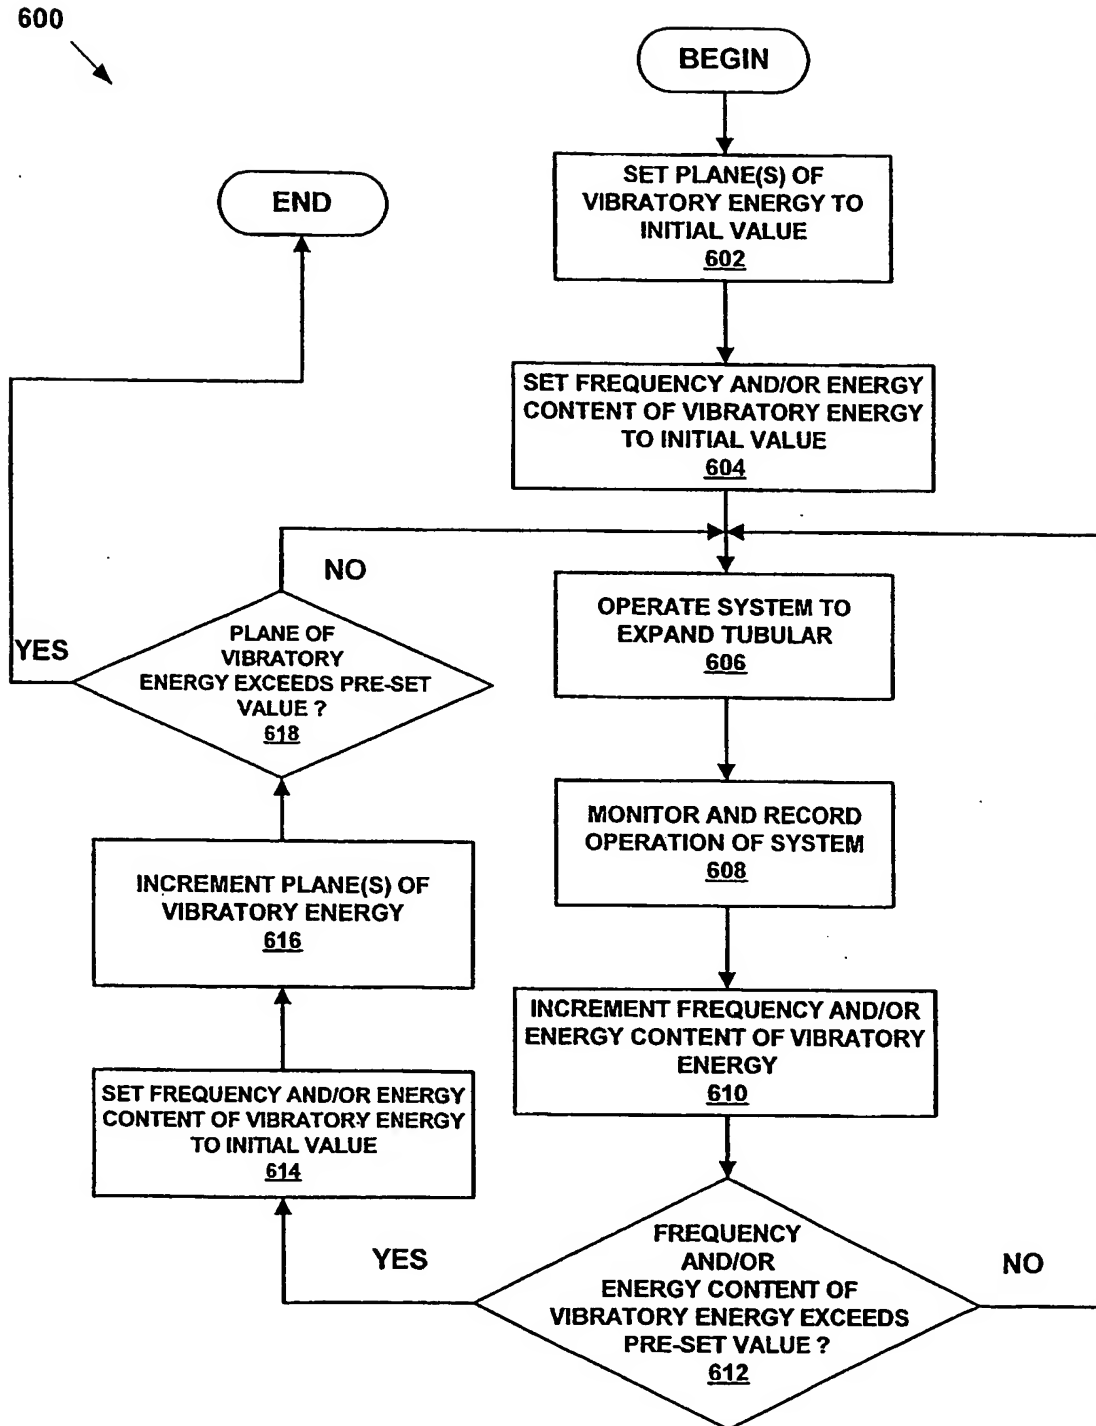 600
BEGIN
SET PLANE(S) OF
VIBRATORY ENERGY TO
INITIAL VALUE
602
END
SET FREQUENCY AND/OR ENERGY
CONTENT OF VIBRATORY ENERGY
TO INITIAL VALUE
604
NO
YES
PLANE OF
VIBRATORY
ENERGY EXCEEDS PRE-SET
VALUE ?
618
OPERATE SYSTEM TO
EXPAND TUBULAR
606
MONITOR AND RECORD
OPERATION OF SYSTEM
608
INCREMENT PLANE(S) OF
VIBRATORY ENERGY
616
INCREMENT FREQUENCY AND/OR
ENERGY CONTENT OF VIBRATORY
ENERGY
610
SET FREQUENCY AND/OR ENERGY
CONTENT OF VIBRATORY ENERGY
TO INITIAL VALUE
614
YES
FREQUENCY
AND/OR
ENERGY CONTENT OF
VIBRATORY ENERGY EXCEEDS
PRE-SET VALUE ?
612
NO